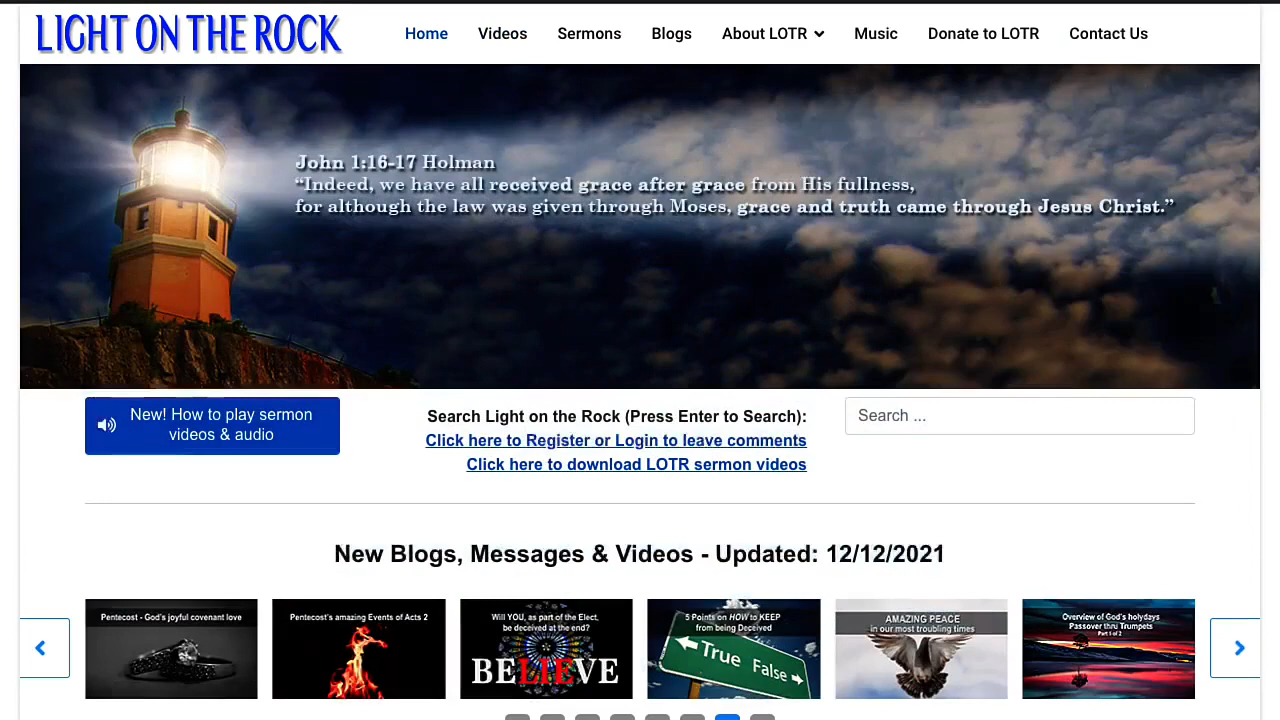 LIGHT ON THE ROCK
Home
Videos
Sermons
Blogs
About LOTR
Music
Donate to LOTR
Contact Us
John 1:16-17 Holman
“Indeed, we have all received grace after grace from His fullness,
for although the law was given through Moses, grace and truth came through Jesus Christ.”
New! How to play sermon
videos & audio
Search Light on the Rock (Press Enter to Search):
Click here to Register or Login to leave comments
Click here to download LOTR sermon videos
Search ...
New Blogs, Messages & Videos - Updated: 12/12/2021
Pentecost - God's joyful covenant love
Pentecost's amazing Events of Acts 2
Will YOU, as part of the Elect,
be deceived at the end?
BELIEVE
5 Points on HOW to KEEP
from being Deceived
True
False
AMAZING PEACE
in our most troubling times
Overview of God's holydays
Passover thru Trumpets
Part 1 of 2